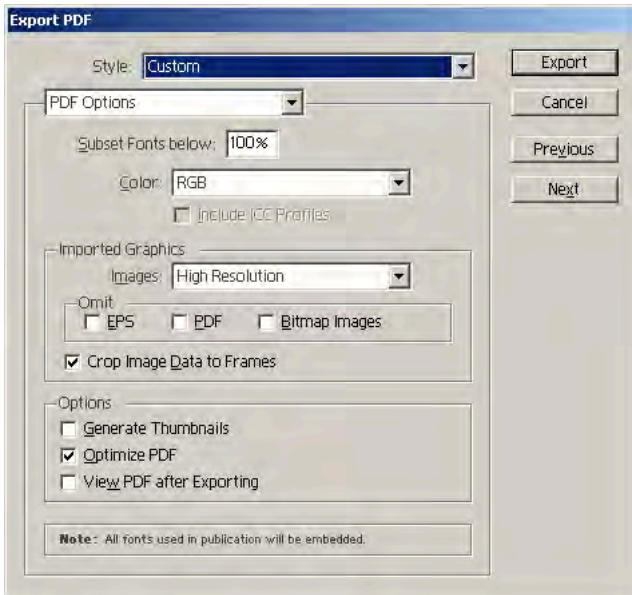 Export PDF
Style: Custom
Export
PDF Options
Cancel
Subset Fonts below: 100%
Previous
Color: RGB
Next
Include ICC Profiles
Imported Graphics
Images: High Resolution
Omit
EPS PDF Bitmap Images
Crop Image Data to Frames
Options
Generate Thumbnails
Optimize PDF
View PDF after Exporting
Note: All fonts used in publication will be embedded.